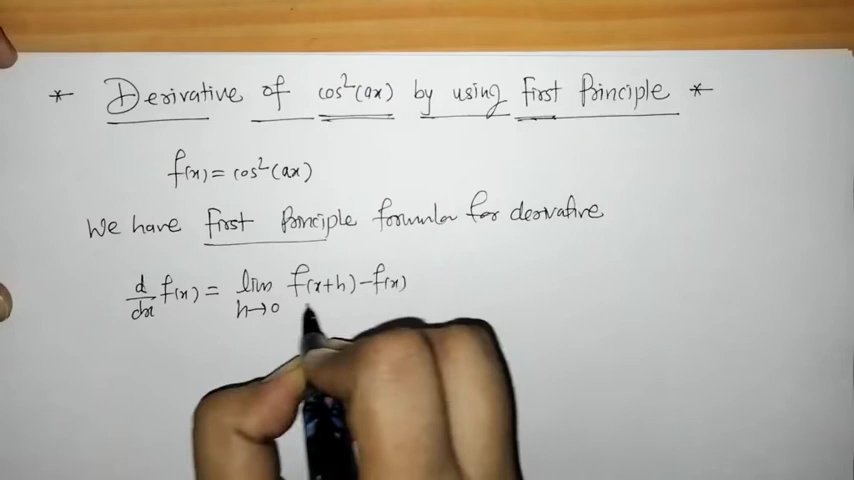 * Derivative of cos²(ax) by using First Principle *
f(x) = cos²(ax)
We have First Principle formula for derivative
d/dx f(x) = lim h→0 f(x+h) - f(x)